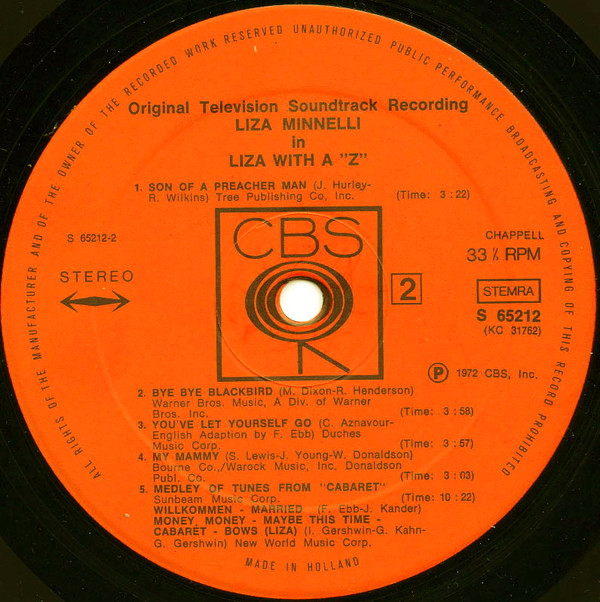 ALL RIGHTS OF THE MANUFACTURER AND OF THE OWNER OF THE RECORDED WORK RESERVED UNAUTHORIZED PUBLIC PERFORMANCE BROADCASTING AND COPYING OF THIS RECORD PROHIBITED
Original Television Soundtrack Recording
LIZA MINNELLI
in
LIZA WITH A "Z"
1. SON OF A PREACHER MAN (J. Hurley-
R. Wilkins) Tree Publishing Co, Inc. (Time: 3 : 22)
S 65212-2
CBS
CHAPPELL
33 ⅓ RPM
STEREO
2
STEMRA
S 65212
(KC 31762)
Ⓟ 1972 CBS, Inc.
2. BYE BYE BLACKBIRD (M. Dixon-R. Henderson)
Warner Bros. Music, A Div. of Warner
Bros. Inc. (Time: 3 : 58)
3. YOU'VE LET YOURSELF GO (C. Aznavour-
English Adaption by F. Ebb) Duches
Music Corp. (Time: 3 : 57)
4. MY MAMMY (S. Lewis-J. Young-W. Donaldson)
Bourne Co.,/Warock Music, Inc. Donaldson
Publ. Co. (Time: 3 : 03)
5. MEDLEY OF TUNES FROM "CABARET"
Sunbeam Music Corp. (Time: 10 : 22)
WILLKOMMEN - MARRIED (F. Ebb-J. Kander)
MONEY, MONEY - MAYBE THIS TIME -
CABARET - BOWS (LIZA) (I. Gershwin-G. Kahn-
G. Gershwin) New World Music Corp.
MADE IN HOLLAND